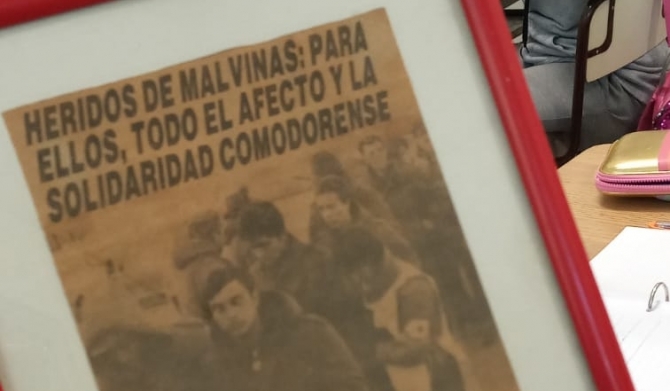 HERIDOS DE MALVINAS: PARA
ELLOS, TODO EL AFECTO Y LA
SOLIDARIDAD COMODORENSE